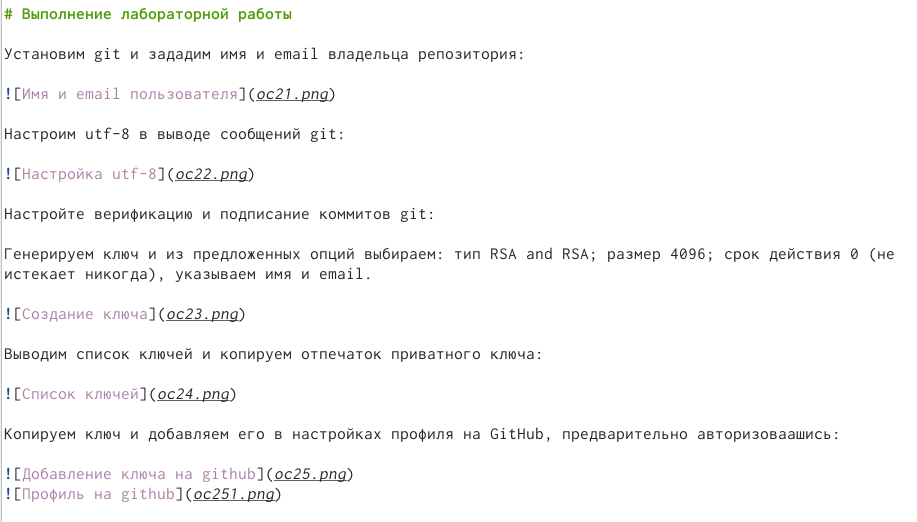 # Выполнение лабораторной работы
Установим git и зададим имя и email владельца репозитория:
![Имя и email пользователя](oc21.png)
Настроим utf-8 в выводе сообщений git:
![Настройка utf-8](oc22.png)
Настройте верификацию и подписание коммитов git:
Генерируем ключ и из предложенных опций выбираем: тип RSA and RSA; размер 4096; срок действия 0 (не
истекает никогда), указываем имя и email.
![Создание ключа](oc23.png)
Выводим список ключей и копируем отпечаток приватного ключа:
![Список ключей](oc24.png)
Копируем ключ и добавляем его в настройках профиля на GitHub, предварительно авторизоваашись:
![Добавление ключа на github](oc25.png)
![Профиль на github](oc251.png)